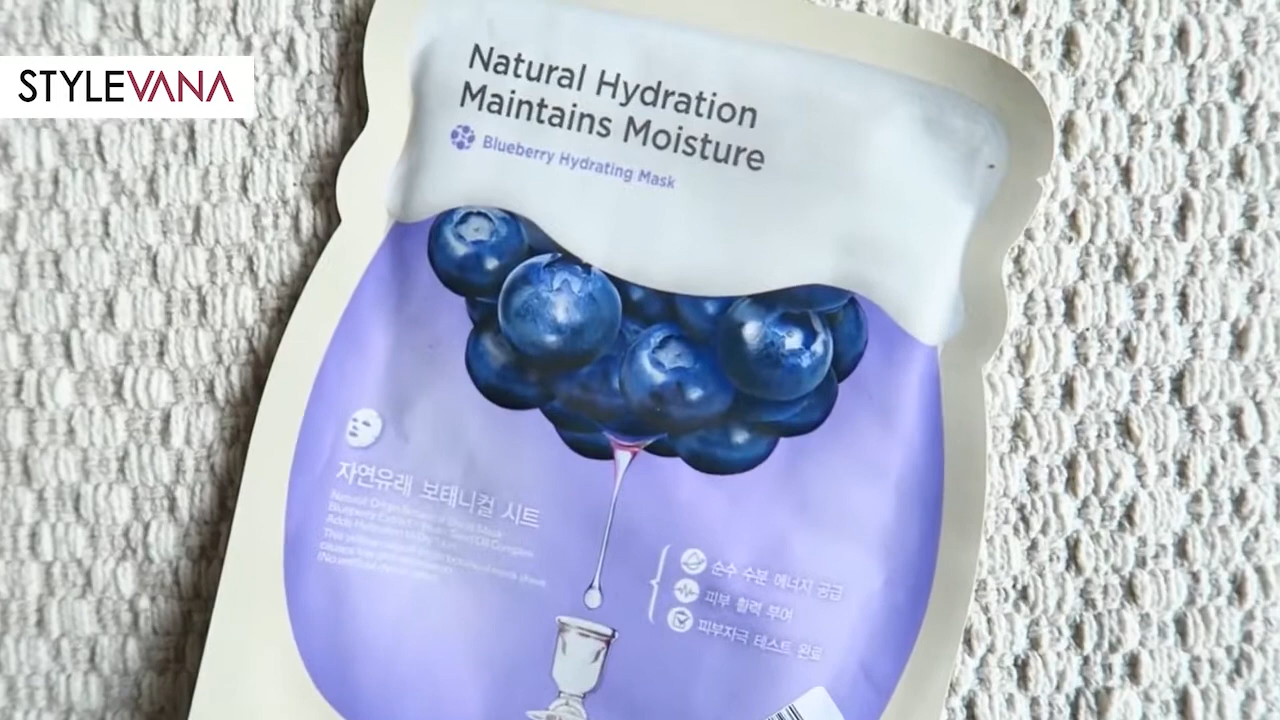 STYLEVANA
Natural Hydration
Maintains Moisture
Blueberry Hydrating Mask
자연유래 보태니컬 시트
순수 수분 에너지 공급
피부 활력 부여
피부자극 테스트 완료